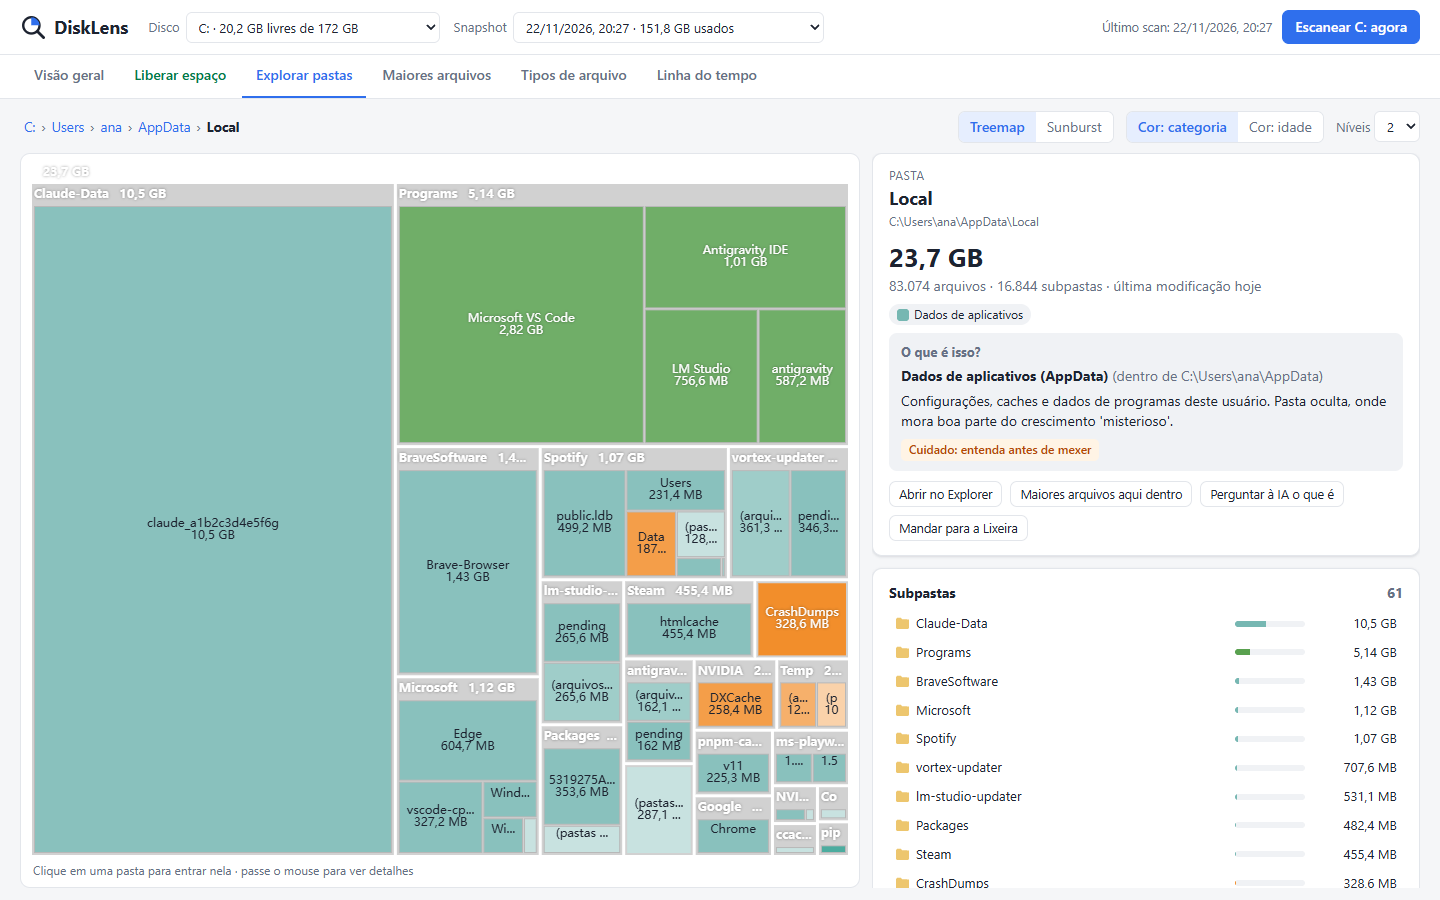 DiskLens Disco C: · 20,2 GB livres de 172 GB Snapshot 22/11/2026, 20:27 · 151,8 GB usados Último scan: 22/11/2026, 20:27 Escanear C: agora
Visão geral Liberar espaço Explorar pastas Maiores arquivos Tipos de arquivo Linha do tempo
C: › Users › ana › AppData › Local
Treemap Sunburst Cor: categoria Cor: idade Níveis 2
23,7 GB
Claude-Data 10,5 GB
claude_a1b2c3d4e5f6g
10,5 GB
Programs 5,14 GB
Microsoft VS Code
2,82 GB
Antigravity IDE
1,01 GB
LM Studio
756,6 MB
antigravity
587,2 MB
BraveSoftware 1,4...
Brave-Browser
1,43 GB
Microsoft 1,12 GB
Edge
604,7 MB
vscode-cp...
327,2 MB
Wind...
Wi...
Spotify 1,07 GB
public.ldb
499,2 MB
Users
231,4 MB
Data
187...
(pas...
128,...
vortex-updater ...
(arqui...
361,3 ...
pendi...
346,3...
lm-studio-...
pending
265,6 MB
(arquivos...
265,6 MB
Steam 455,4 MB
htmlcache
455,4 MB
CrashDumps
328,6 MB
Packages ...
5319275A...
353,6 MB
(pastas ...
antigrav...
(arquiv...
162,1 ...
pending
162 MB
(pastas...
287,1 ...
NVIDIA 2...
DXCache
258,4 MB
Temp 2...
(a...
12...
(p
10
pnpm-ca...
v11
225,3 MB
ms-playw...
1....
1.5
Google ...
Chrome
NVI...
Co
ccac...
pip
Clique em uma pasta para entrar nela · passe o mouse para ver detalhes
PASTA
Local
C:\Users\ana\AppData\Local
23,7 GB
83.074 arquivos · 16.844 subpastas · última modificação hoje
Dados de aplicativos
O que é isso?
Dados de aplicativos (AppData) (dentro de C:\Users\ana\AppData)
Configurações, caches e dados de programas deste usuário. Pasta oculta, onde
mora boa parte do crescimento 'misterioso'.
Cuidado: entenda antes de mexer
Abrir no Explorer Maiores arquivos aqui dentro Perguntar à IA o que é
Mandar para a Lixeira
Subpastas 61
Claude-Data 10,5 GB
Programs 5,14 GB
BraveSoftware 1,43 GB
Microsoft 1,12 GB
Spotify 1,07 GB
vortex-updater 707,6 MB
lm-studio-updater 531,1 MB
Packages 482,4 MB
Steam 455,4 MB
CrashDumps 328,6 MB